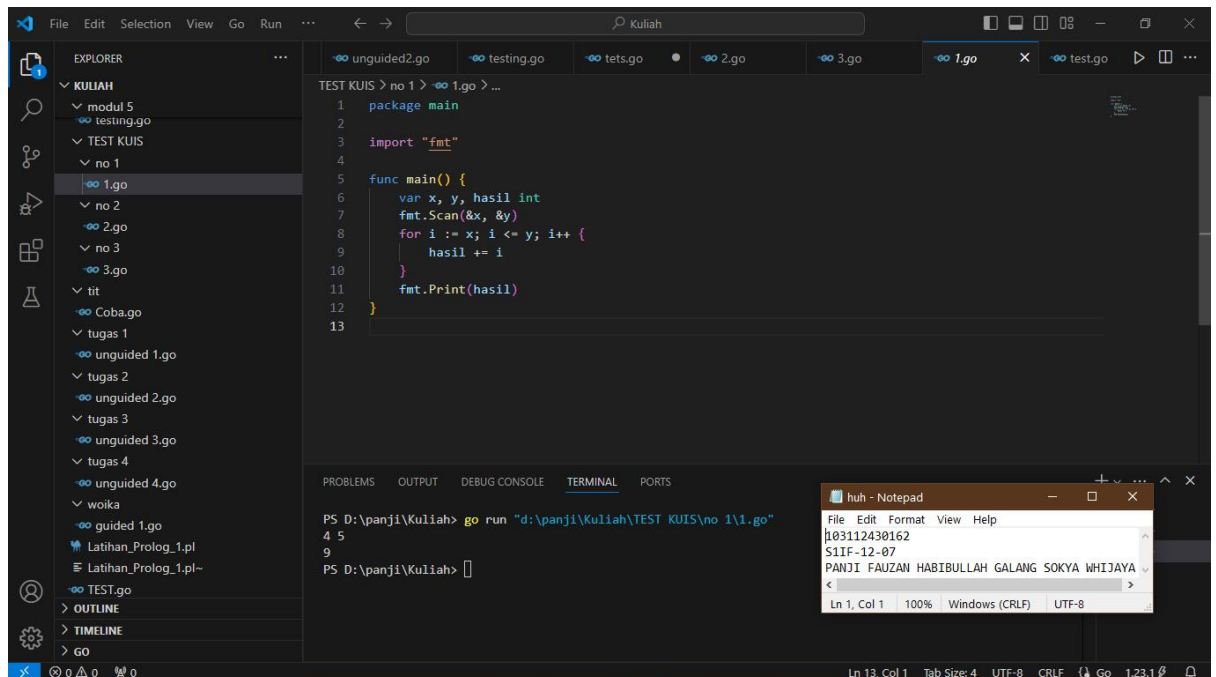 File Edit Selection View Go Run ... Kuliah
EXPLORER ...
KULIAH
modul 5
testing.go
TEST KUIS
no 1
1.go
no 2
2.go
no 3
3.go
tit
Coba.go
tugas 1
unguided 1.go
tugas 2
unguided 2.go
tugas 3
unguided 3.go
tugas 4
unguided 4.go
woika
guided 1.go
Latihan_Prolog_1.pl
Latihan_Prolog_1.pl~
TEST.go
OUTLINE
TIMELINE
GO
unguided2.go testing.go tets.go 2.go 3.go 1.go test.go ...
TEST KUIS > no 1 > 1.go > ...
1 package main
2
3 import "fmt"
4
5 func main() {
6 var x, y, hasil int
7 fmt.Scan(&x, &y)
8 for i := x; i <= y; i++ {
9 hasil += i
10 }
11 fmt.Print(hasil)
12 }
13
PROBLEMS OUTPUT DEBUG CONSOLE TERMINAL PORTS
PS D:\panji\Kuliah> go run "d:\panji\Kuliah\TEST KUIS\no 1\1.go"
4 5
9
PS D:\panji\Kuliah>
huh - Notepad
File Edit Format View Help
103112430162
S1IF-12-07
PANJI FAUZAN HABIBULLAH GALANG SOKYA WHIJAYA
Ln 1, Col 1 100% Windows (CRLF) UTF-8
0 0 0 Ln 13, Col 1 Tab Size: 4 UTF-8 CRLF Go 1.23.1